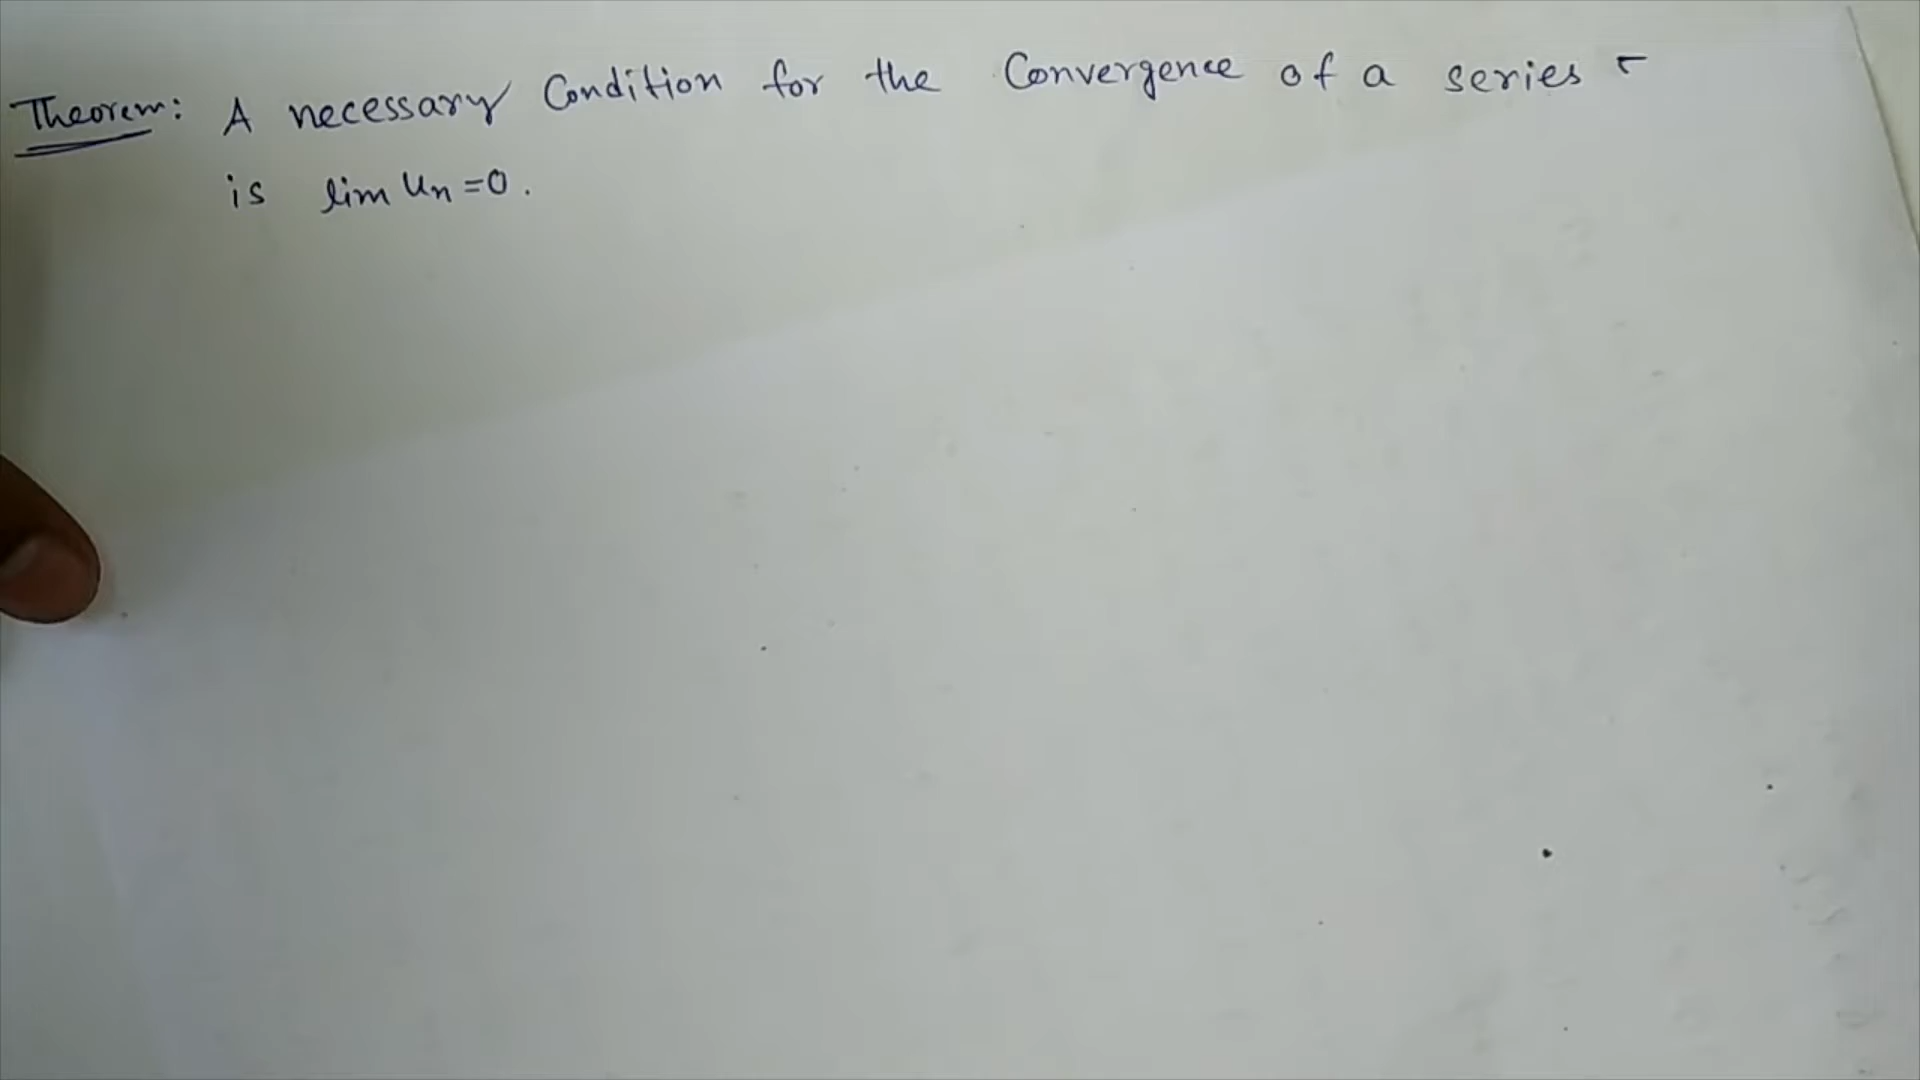 Theorem: A necessary Condition for the Convergence of a series
is lim Un = 0.